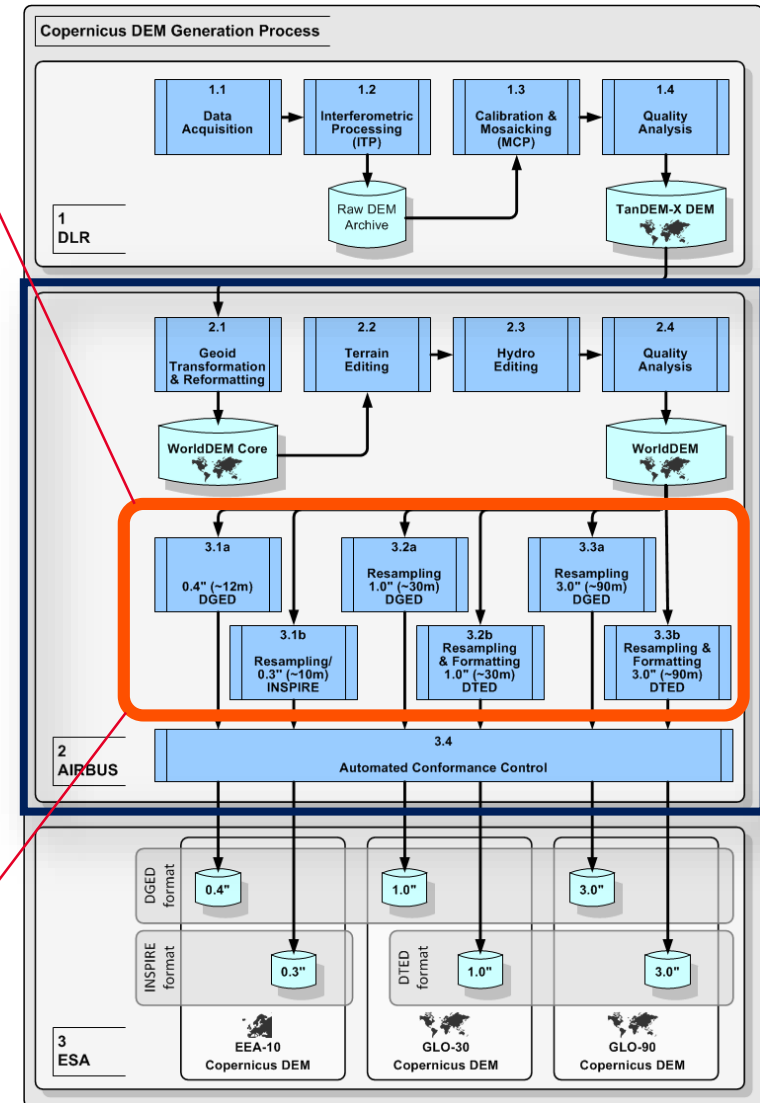 Copernicus DEM Generation Process
1.1
Data
Acquisition
1.2
Interferometric
Processing
(ITP)
1.3
Calibration &
Mosaicking
(MCP)
1.4
Quality
Analysis
Raw DEM
Archive
TanDEM-X DEM
1
DLR
2.1
Geoid
Transformation
& Reformatting
2.2
Terrain
Editing
2.3
Hydro
Editing
2.4
Quality
Analysis
WorldDEM Core
WorldDEM
3.1a
0.4" (~12m)
DGED
3.2a
Resampling
1.0" (~30m)
DGED
3.3a
Resampling
3.0" (~90m)
DGED
3.1b
Resampling/
0.3" (~10m)
INSPIRE
3.2b
Resampling
& Formatting
1.0" (~30m)
DTED
3.3b
Resampling &
Formatting
3.0" (~90m)
DTED
2
AIRBUS
3.4
Automated Conformance Control
DGED
format
0.4"
1.0"
3.0"
INSPIRE
format
0.3"
DTED
format
1.0"
3.0"
3
ESA
EEA-10
Copernicus DEM
GLO-30
Copernicus DEM
GLO-90
Copernicus DEM